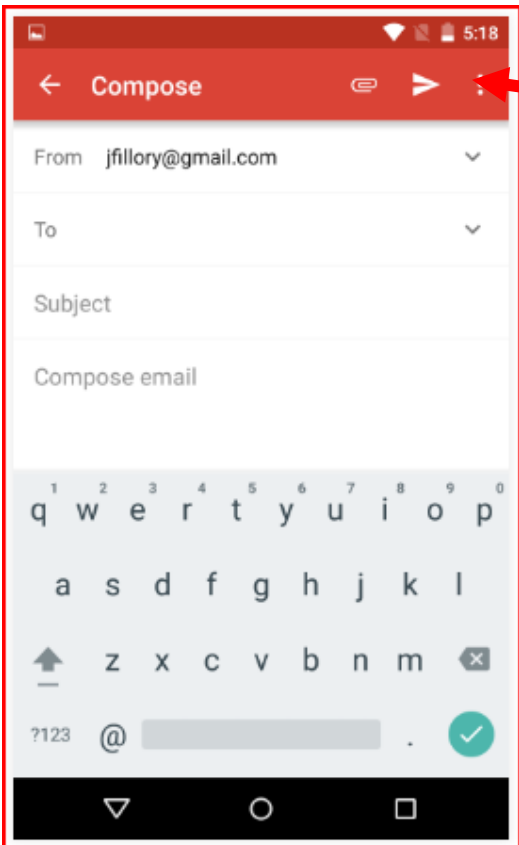 5:18
Compose
From jfillory@gmail.com
To
Subject
Compose email
1 2 3 4 5 6 7 8 9 0
q w e r t y u i o p
a s d f g h j k l
z x c v b n m
?123 @ .